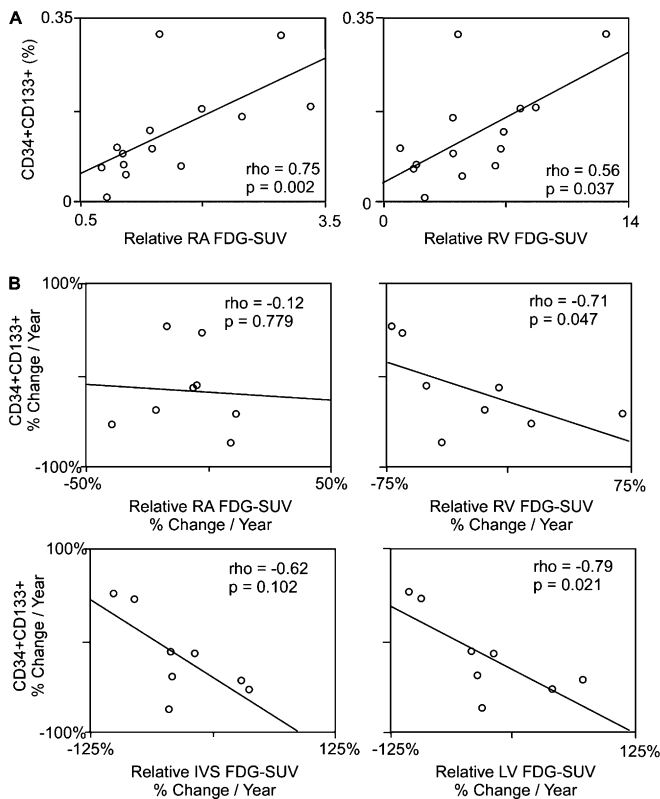 A
0.35
0.35
CD34+CD133+ (%)
rho = 0.75
p = 0.002
rho = 0.56
p = 0.037
0
0
0.5
3.5
0
14
Relative RA FDG-SUV
Relative RV FDG-SUV
B
100%
CD34+CD133+
% Change / Year
rho = -0.12
p = 0.779
rho = -0.71
p = 0.047
-100%
-50%
50%
-75%
75%
Relative RA FDG-SUV
% Change / Year
Relative RV FDG-SUV
% Change / Year
100%
CD34+CD133+
% Change / Year
rho = -0.62
p = 0.102
rho = -0.79
p = 0.021
-100%
-125%
125%
-125%
125%
Relative IVS FDG-SUV
% Change / Year
Relative LV FDG-SUV
% Change / Year